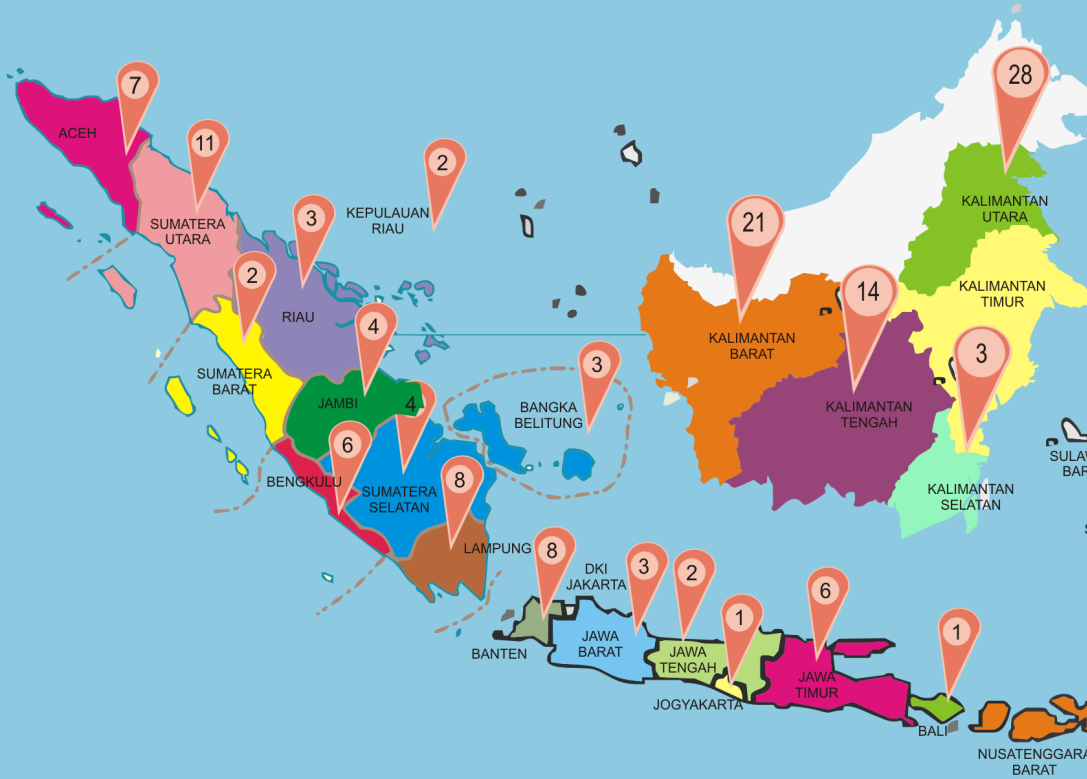 28
7
11
ACEH
2
3
KEPULAUAN
RIAU
SUMATERA
UTARA
21
KALIMANTAN
UTARA
2
14
KALIMANTAN
TIMUR
RIAU
4
KALIMANTAN
BARAT
3
3
SUMATERA
BARAT
JAMBI
4
BANGKA
BELITUNG
KALIMANTAN
TENGAH
6
SULAW
BAR
BENGKULU
8
SUMATERA
SELATAN
KALIMANTAN
SELATAN
S
LAMPUNG
8
DKI
JAKARTA
3
2
6
1
1
BANTEN
JAWA
BARAT
JAWA
TENGAH
JAWA
TIMUR
JOGYAKARTA
BALI
NUSATENGGARA
BARAT